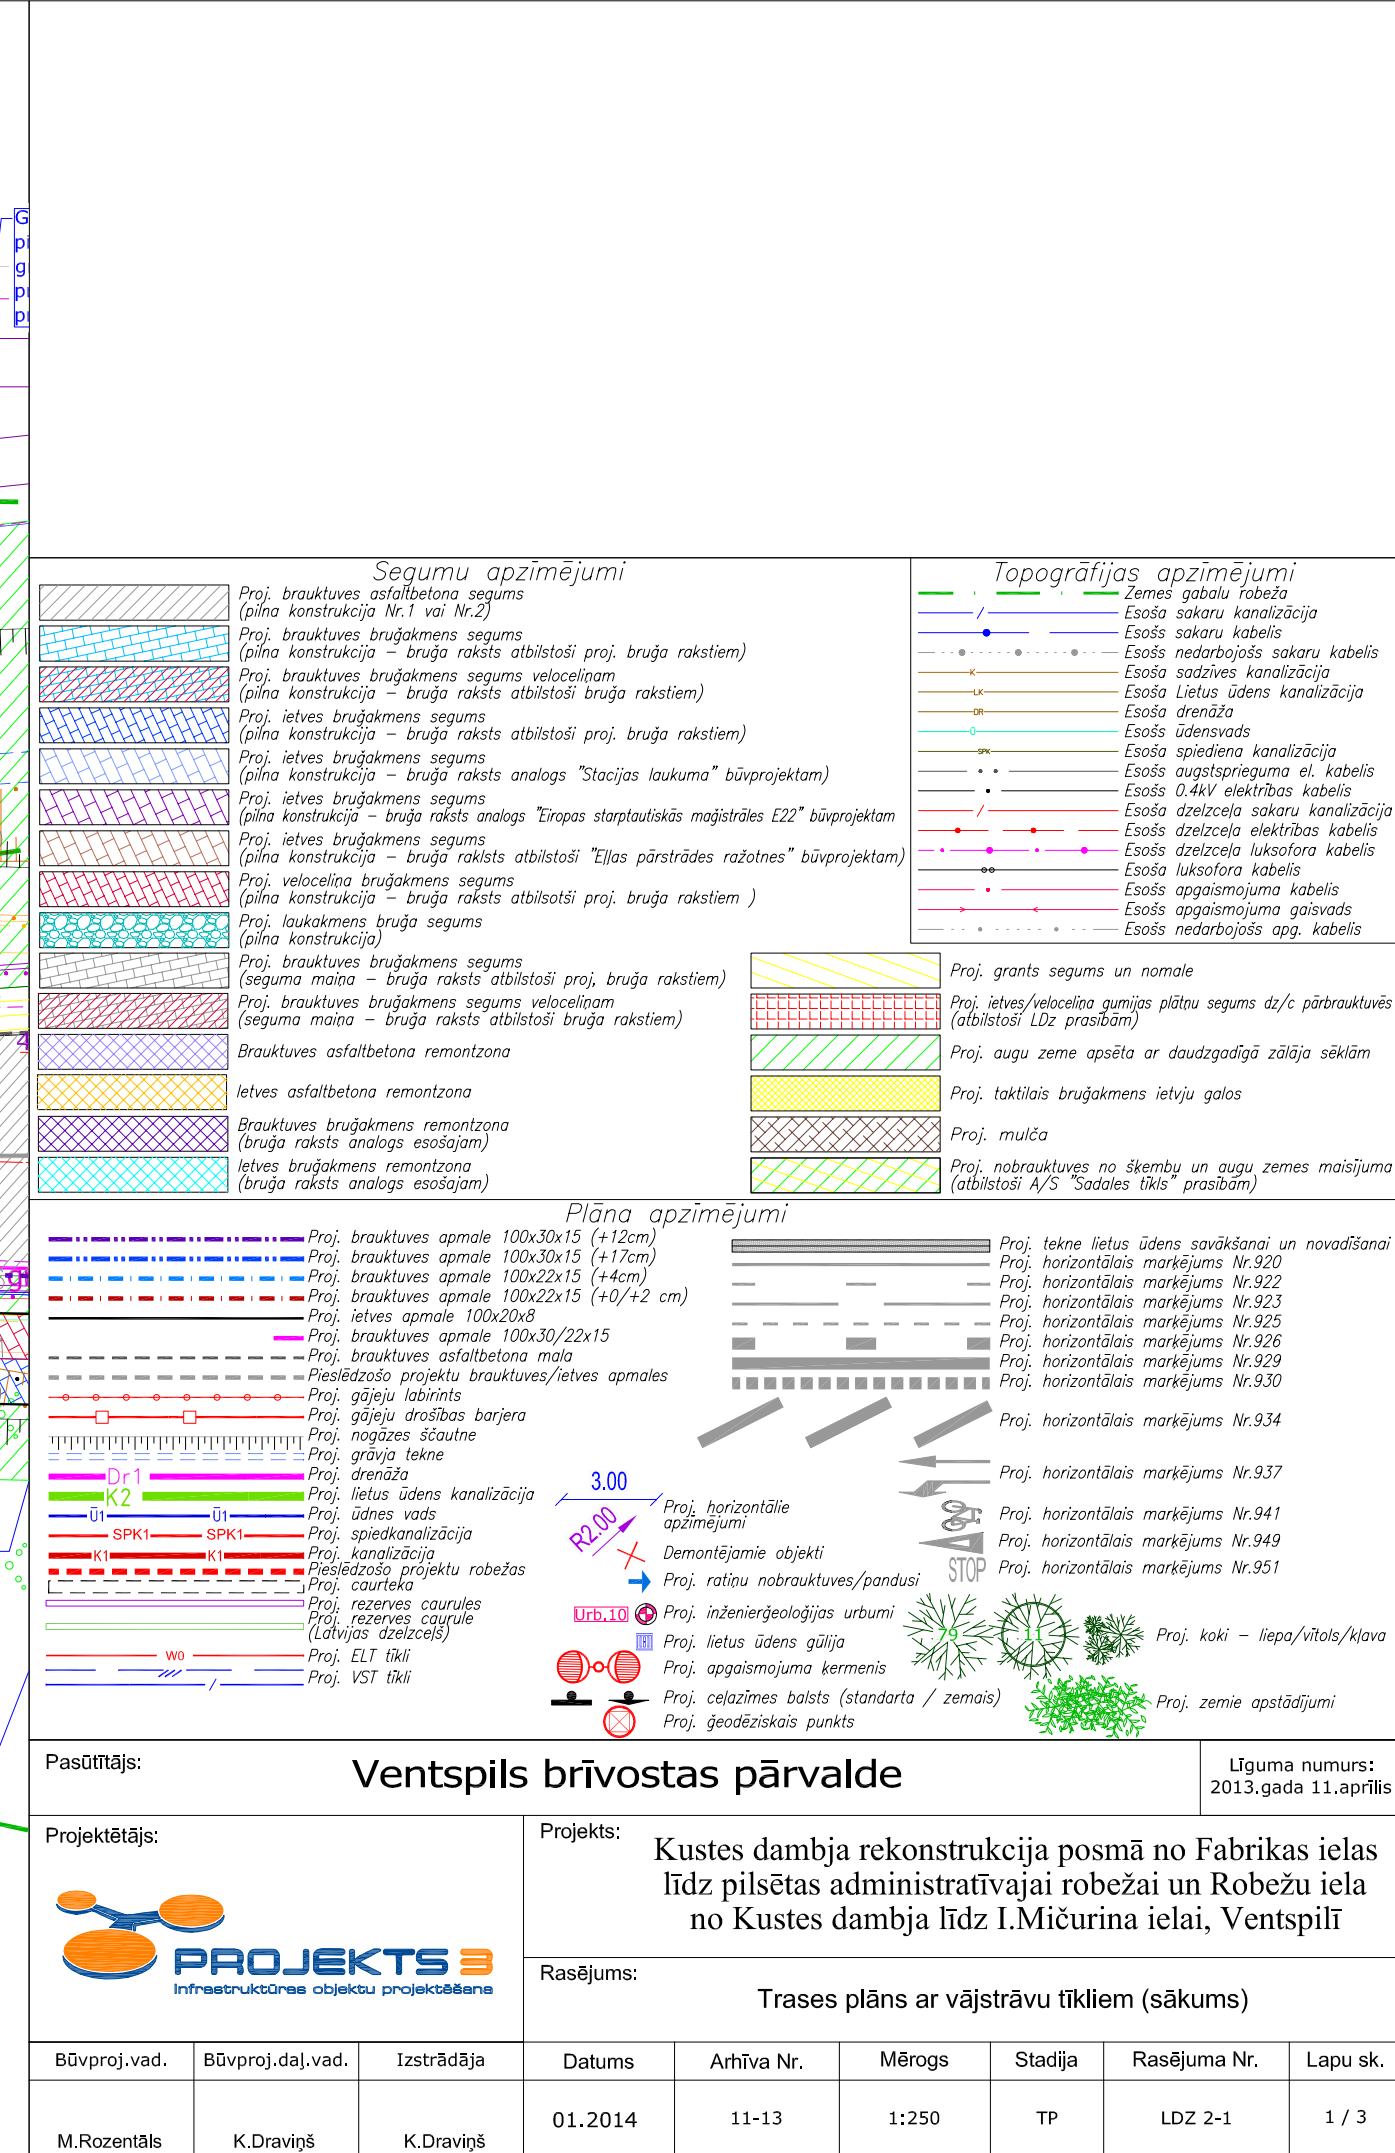 G
pi
g
p
p
4
gr
Segumu apzīmējumi
Proj. brauktuves asfaltbetona segums
(pilna konstrukcija Nr.1 vai Nr.2)
Proj. brauktuves bruģakmens segums
(pilna konstrukcija – bruģa raksts atbilstoši proj. bruģa rakstiem)
Proj. brauktuves bruģakmens segums veloceliņam
(pilna konstrukcija – bruģa raksts atbilstoši bruģa rakstiem)
Proj. ietves bruģakmens segums
(pilna konstrukcija – bruģa raksts atbilstoši proj. bruģa rakstiem)
Proj. ietves bruģakmens segums
(pilna konstrukcija – bruģa raksts analogs "Stacijas laukuma" būvprojektam)
Proj. ietves bruģakmens segums
(pilna konstrukcija – bruģa raksts analogs "Eiropas starptautiskās maģistrāles E22" būvprojektam
Proj. ietves bruģakmens segums
(pilna konstrukcija – bruģa raklsts atbilstoši "Eļļas pārstrādes ražotnes" būvprojektam)
Proj. veloceliņa bruģakmens segums
(pilna konstrukcija – bruģa raksts atbilsotši proj. bruģa rakstiem )
Proj. laukakmens bruģa segums
(pilna konstrukcija)
Proj. brauktuves bruģakmens segums
(seguma maiņa – bruģa raksts atbilstoši proj, bruģa rakstiem)
Proj. brauktuves bruģakmens segums veloceliņam
(seguma maiņa – bruģa raksts atbilstoši bruģa rakstiem)
Brauktuves asfaltbetona remontzona
Ietves asfaltbetona remontzona
Brauktuves bruģakmens remontzona
(bruģa raksts analogs esošajam)
Ietves bruģakmens remontzona
(bruģa raksts analogs esošajam)
Topogrāfijas apzīmējumi
Zemes gabalu robeža
Esoša sakaru kanalizācija
Esošs sakaru kabelis
Esošs nedarbojošs sakaru kabelis
K Esoša sadzīves kanalizācija
LK Esoša Lietus ūdens kanalizācija
DR Esoša drenāža
0 Esošs ūdensvads
SPK Esoša spiediena kanalizācija
Esošs augstsprieguma el. kabelis
Esošs 0.4kV elektrības kabelis
Esoša dzelzceļa sakaru kanalizācija
Esošs dzelzceļa elektrības kabelis
Esošs dzelzceļa luksofora kabelis
Esoša luksofora kabelis
Esošs apgaismojuma kabelis
Esošs apgaismojuma gaisvads
Esošs nedarbojošs apg. kabelis
Proj. grants segums un nomale
Proj. ietves/veloceliņa gumijas plātņu segums dz/c pārbrauktuvēs
(atbilstoši LDz prasībām)
Proj. augu zeme apsēta ar daudzgadīgā zālāja sēklām
Proj. taktilais bruģakmens ietvju galos
Proj. mulča
Proj. nobrauktuves no šķembu un augu zemes maisījuma
(atbilstoši A/S "Sadales tīkls" prasībām)
Plāna apzīmējumi
Proj. brauktuves apmale 100x30x15 (+12cm)
Proj. brauktuves apmale 100x30x15 (+17cm)
Proj. brauktuves apmale 100x22x15 (+4cm)
Proj. brauktuves apmale 100x22x15 (+0/+2 cm)
Proj. ietves apmale 100x20x8
Proj. brauktuves apmale 100x30/22x15
Proj. brauktuves asfaltbetona mala
Pieslēdzošo projektu brauktuves/ietves apmales
Proj. gājeju labirints
Proj. gājeju drošības barjera
Proj. nogāzes ščautne
Proj. grāvja tekne
Dr1 Proj. drenāža
K2 Proj. lietus ūdens kanalizācija
Ū1 Ū1 Proj. ūdnes vads
SPK1 SPK1 Proj. spiedkanalizācija
K1 K1 Proj. kanalizācija
Pieslēdzošo projektu robežas
Proj. caurteka
Proj. rezerves caurules
Proj. rezerves caurule
(Latvijas dzelzceļš)
W0 Proj. ELT tīkli
Proj. VST tīkli
3.00
R2.00
Proj. horizontālie
apzīmējumi
Demontējamie objekti
Proj. ratiņu nobrauktuves/pandusi
Urb.10 Proj. inženierģeoloģijas urbumi
Proj. lietus ūdens gūlija
Proj. apgaismojuma ķermenis
Proj. ceļazīmes balsts (standarta / zemais)
Proj. ģeodēziskais punkts
Proj. tekne lietus ūdens savākšanai un novadīšanai
Proj. horizontālais marķējums Nr.920
Proj. horizontālais marķējums Nr.922
Proj. horizontālais marķējums Nr.923
Proj. horizontālais marķējums Nr.925
Proj. horizontālais marķējums Nr.926
Proj. horizontālais marķējums Nr.929
Proj. horizontālais marķējums Nr.930
Proj. horizontālais marķējums Nr.934
Proj. horizontālais marķējums Nr.937
Proj. horizontālais marķējums Nr.941
Proj. horizontālais marķējums Nr.949
STOP Proj. horizontālais marķējums Nr.951
79 11 Proj. koki – liepa/vītols/kļava
Proj. zemie apstādījumi
Pasūtītājs:
Ventspils brīvostas pārvalde
Līguma numurs:
2013.gada 11.aprīlis
Projektētājs:
PROJEKTS 3
Infrastruktūras objektu projektēšana
Projekts:
Kustes dambja rekonstrukcija posmā no Fabrikas ielas
līdz pilsētas administratīvajai robežai un Robežu iela
no Kustes dambja līdz I.Mičurina ielai, Ventspilī
Rasējums:
Trases plāns ar vājstrāvu tīkliem (sākums)
Būvproj.vad. Būvproj.daļ.vad. Izstrādāja Datums Arhīva Nr. Mērogs Stadija Rasējuma Nr. Lapu sk.
M.Rozentāls K.Draviņš K.Draviņš 01.2014 11-13 1:250 TP LDZ 2-1 1 / 3